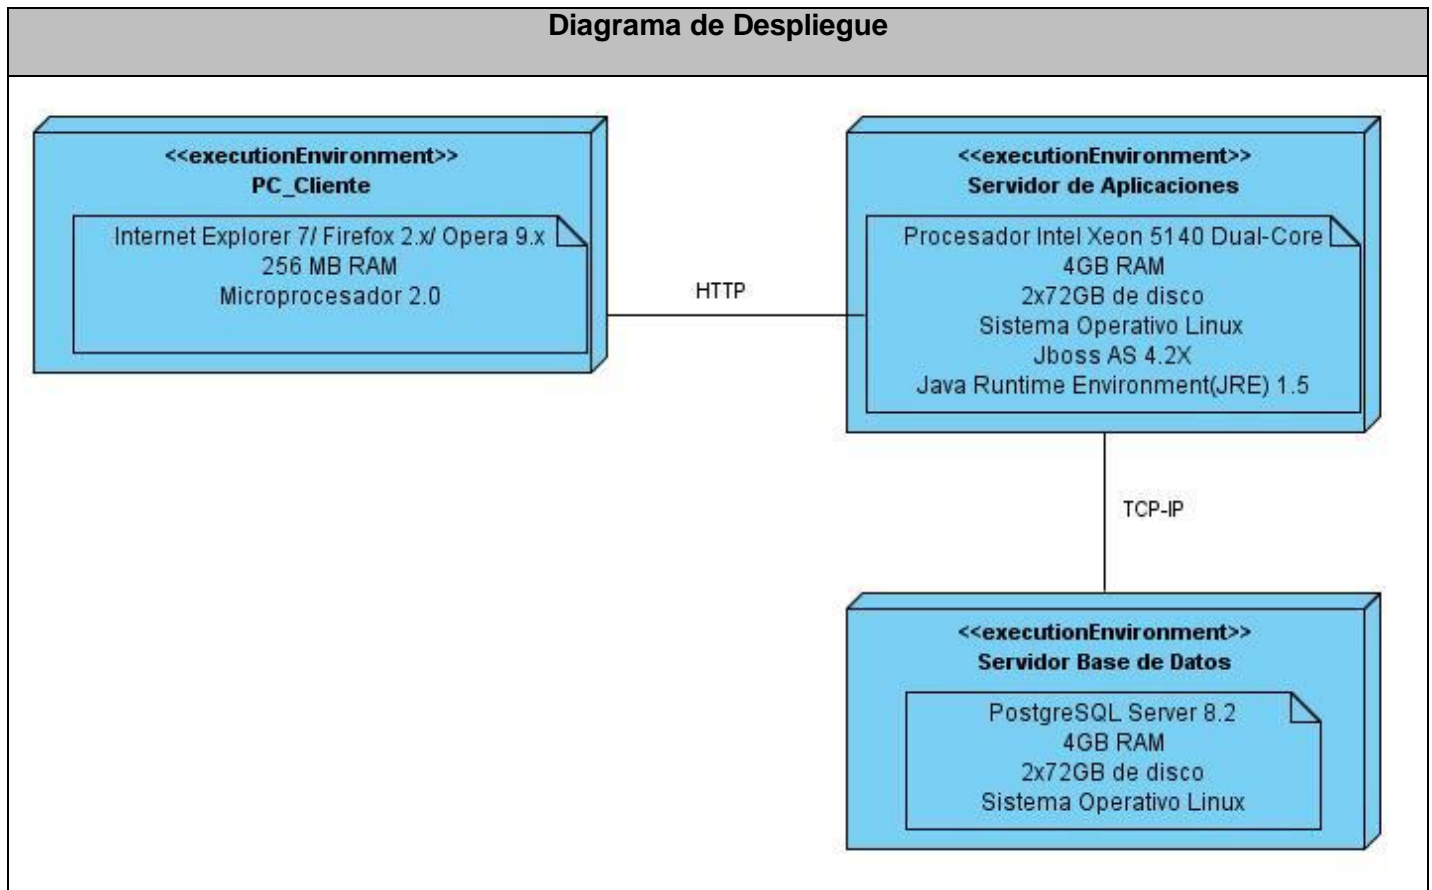 Diagrama de Despliegue
<<executionEnvironment>>
PC_Cliente
Internet Explorer 7/ Firefox 2.x/ Opera 9.x
256 MB RAM
Microprocesador 2.0
HTTP
<<executionEnvironment>>
Servidor de Aplicaciones
Procesador Intel Xeon 5140 Dual-Core
4GB RAM
2x72GB de disco
Sistema Operativo Linux
Jboss AS 4.2X
Java Runtime Environment(JRE) 1.5
TCP-IP
<<executionEnvironment>>
Servidor Base de Datos
PostgreSQL Server 8.2
4GB RAM
2x72GB de disco
Sistema Operativo Linux